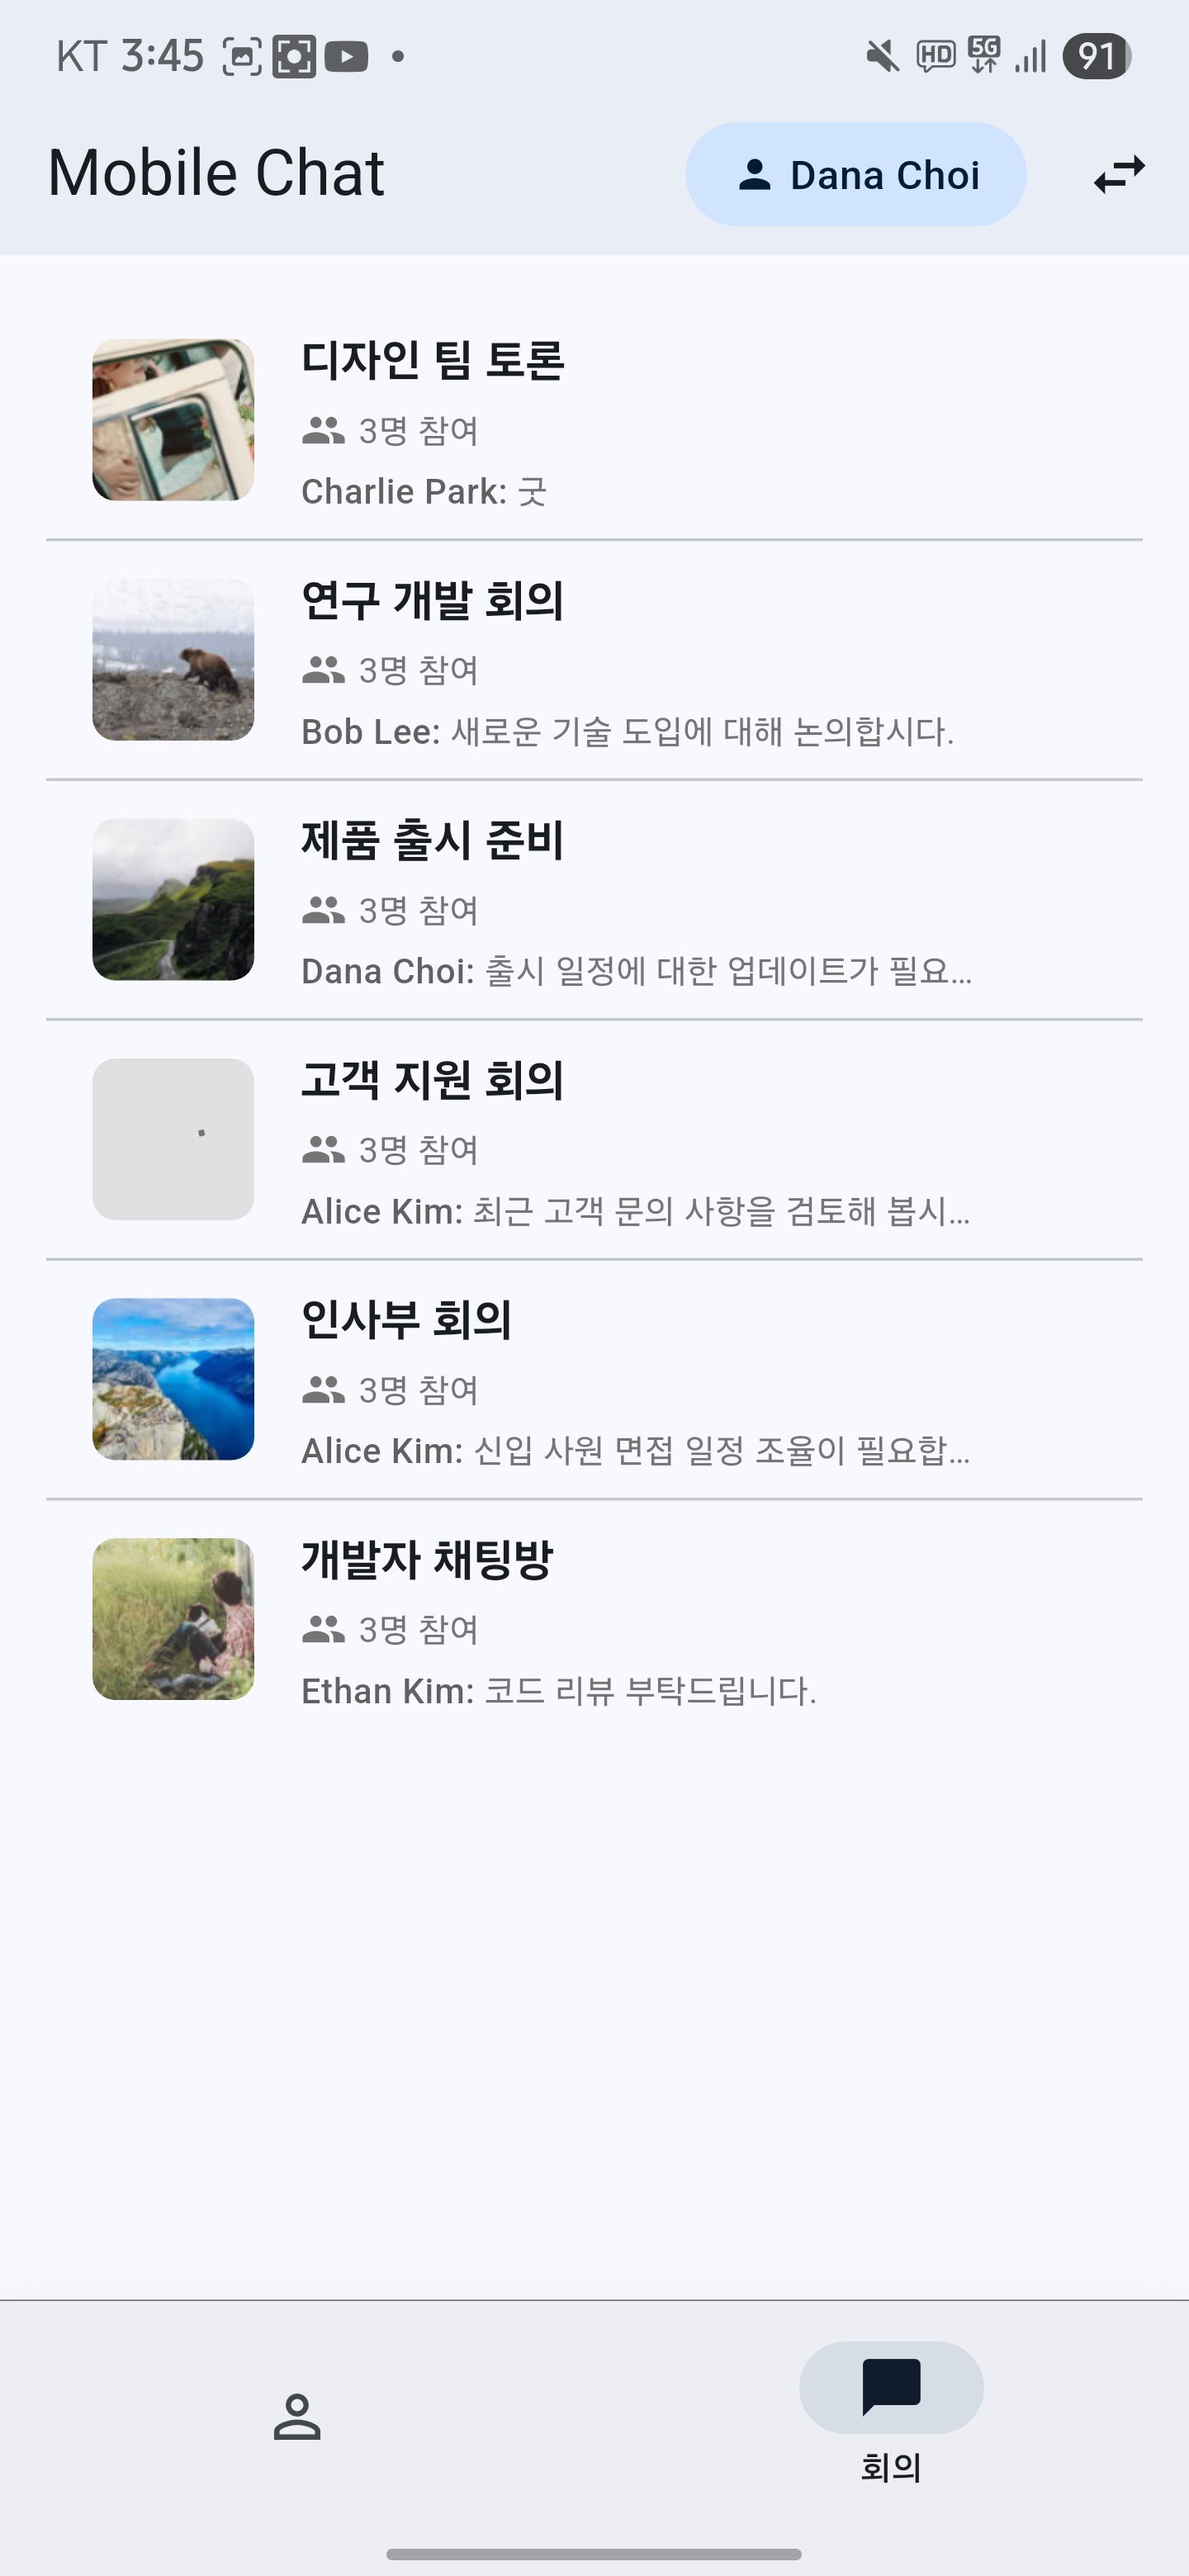 KT 3:45
HD 5G 91
Mobile Chat
Dana Choi
디자인 팀 토론
3명 참여
Charlie Park: 굿
연구 개발 회의
3명 참여
Bob Lee: 새로운 기술 도입에 대해 논의합시다.
제품 출시 준비
3명 참여
Dana Choi: 출시 일정에 대한 업데이트가 필요...
고객 지원 회의
3명 참여
Alice Kim: 최근 고객 문의 사항을 검토해 봅시...
인사부 회의
3명 참여
Alice Kim: 신입 사원 면접 일정 조율이 필요합...
개발자 채팅방
3명 참여
Ethan Kim: 코드 리뷰 부탁드립니다.
회의